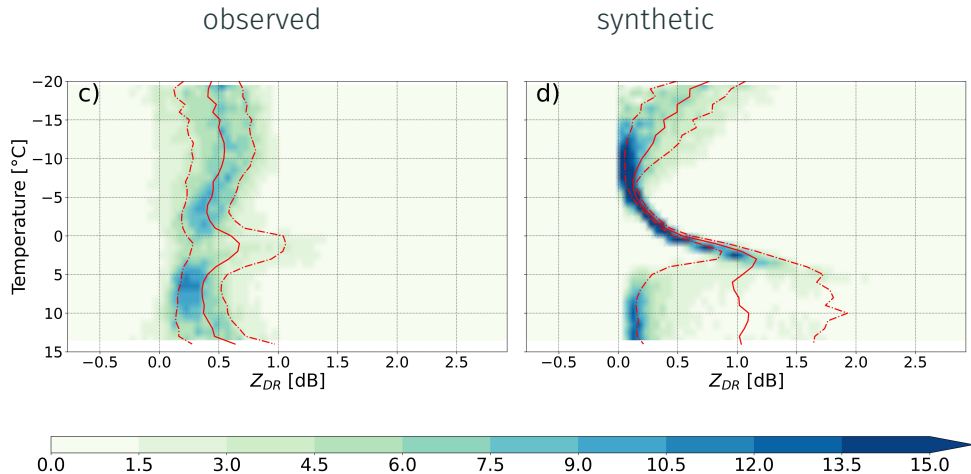 observed
synthetic
c)
d)
Temperature [°C]
−20
−15
−10
−5
0
5
10
15
−0.5 0.0 0.5 1.0 1.5 2.0 2.5
−0.5 0.0 0.5 1.0 1.5 2.0 2.5
Z_DR [dB]
Z_DR [dB]
0.0 1.5 3.0 4.5 6.0 7.5 9.0 10.5 12.0 13.5 15.0